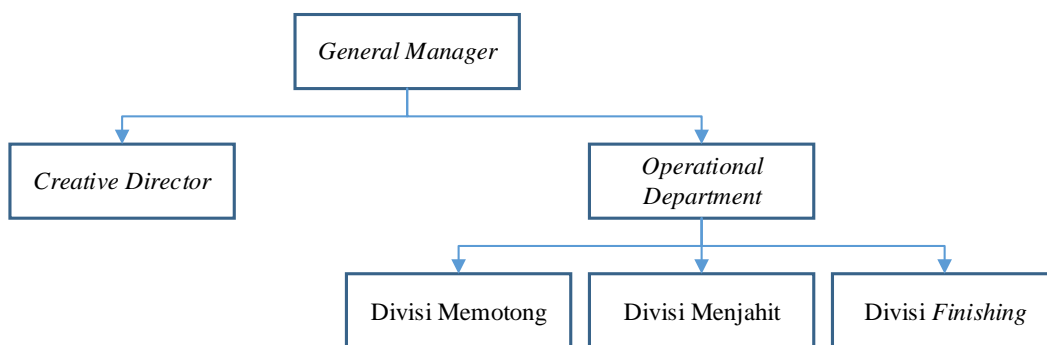 General Manager
Creative Director
Operational
Department
Divisi Memotong
Divisi Menjahit
Divisi Finishing